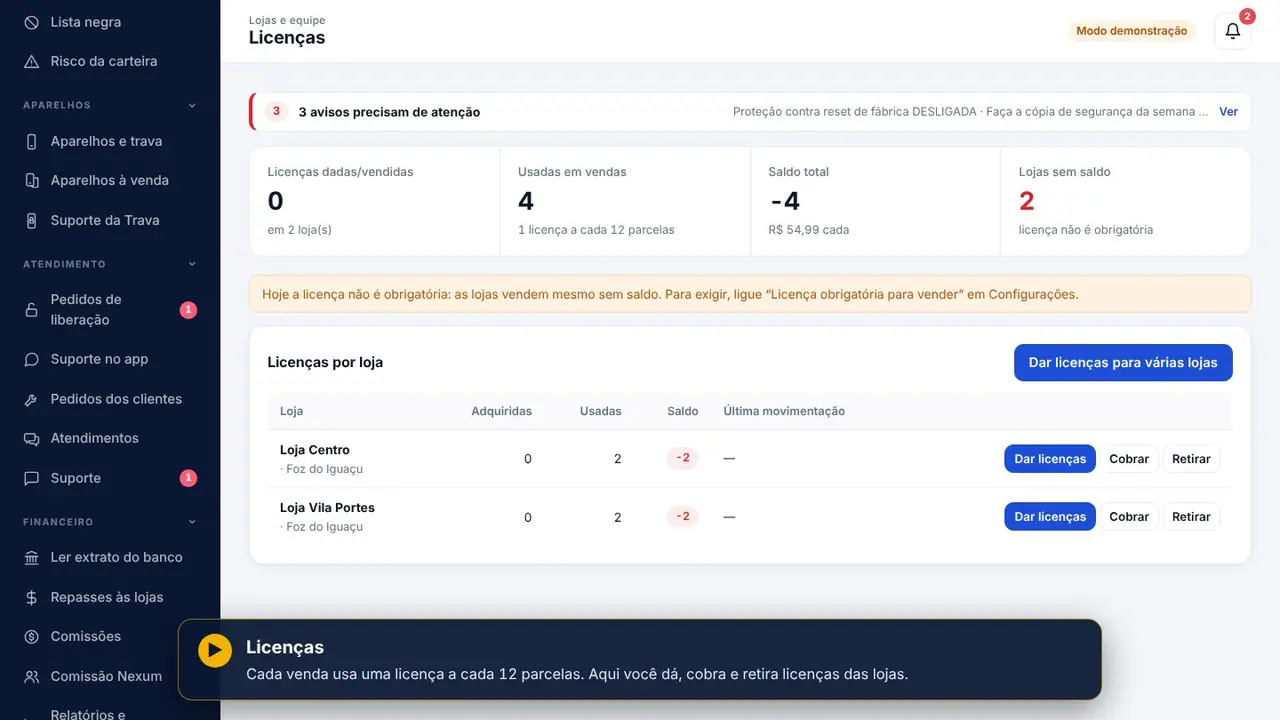 Lista negra
Risco da carteira
APARELHOS
Aparelhos e trava
Aparelhos à venda
Suporte da Trava
ATENDIMENTO
Pedidos de
liberação
1
Suporte no app
Pedidos dos clientes
Atendimentos
Suporte
1
FINANCEIRO
Ler extrato do banco
Repasses às lojas
Comissões
Comissão Nexum
Relatórios e
Lojas e equipe
Licenças
Modo demonstração
2
3
3 avisos precisam de atenção
Proteção contra reset de fábrica DESLIGADA · Faça a cópia de segurança da semana ...
Ver
Licenças dadas/vendidas
0
em 2 loja(s)
Usadas em vendas
4
1 licença a cada 12 parcelas
Saldo total
-4
R$ 54,99 cada
Lojas sem saldo
2
licença não é obrigatória
Hoje a licença não é obrigatória: as lojas vendem mesmo sem saldo. Para exigir, ligue “Licença obrigatória para vender” em Configurações.
Licenças por loja
Dar licenças para várias lojas
Loja Adquiridas Usadas Saldo Última movimentação
Loja Centro
· Foz do Iguaçu
0 2 -2 — Dar licenças Cobrar Retirar
Loja Vila Portes
· Foz do Iguaçu
0 2 -2 — Dar licenças Cobrar Retirar
Licenças
Cada venda usa uma licença a cada 12 parcelas. Aqui você dá, cobra e retira licenças das lojas.